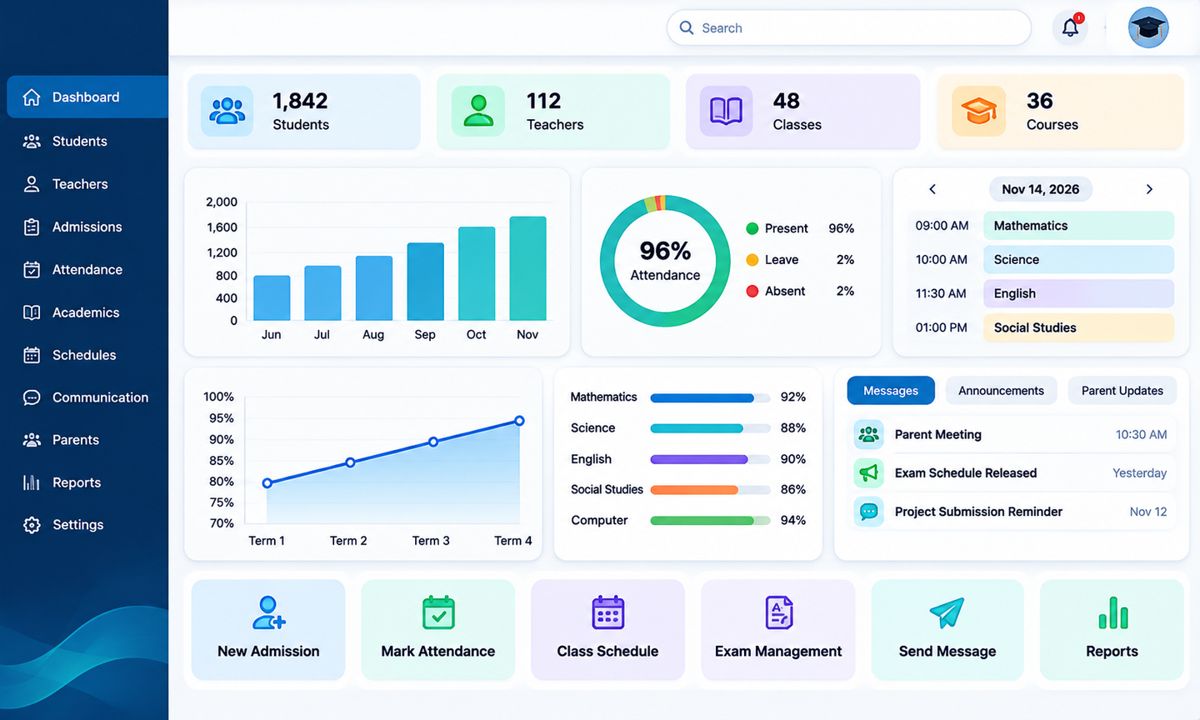 Search
1
Dashboard
Students
Teachers
Admissions
Attendance
Academics
Schedules
Communication
Parents
Reports
Settings
1,842
Students
112
Teachers
48
Classes
36
Courses
2,000
1,600
1,200
800
400
0
Jun Jul Aug Sep Oct Nov
96%
Attendance
Present 96%
Leave 2%
Absent 2%
Nov 14, 2026
09:00 AM Mathematics
10:00 AM Science
11:30 AM English
01:00 PM Social Studies
100%
95%
90%
85%
80%
75%
70%
Term 1 Term 2 Term 3 Term 4
Mathematics 92%
Science 88%
English 90%
Social Studies 86%
Computer 94%
Messages Announcements Parent Updates
Parent Meeting 10:30 AM
Exam Schedule Released Yesterday
Project Submission Reminder Nov 12
New Admission
Mark Attendance
Class Schedule
A
Exam Management
Send Message
Reports